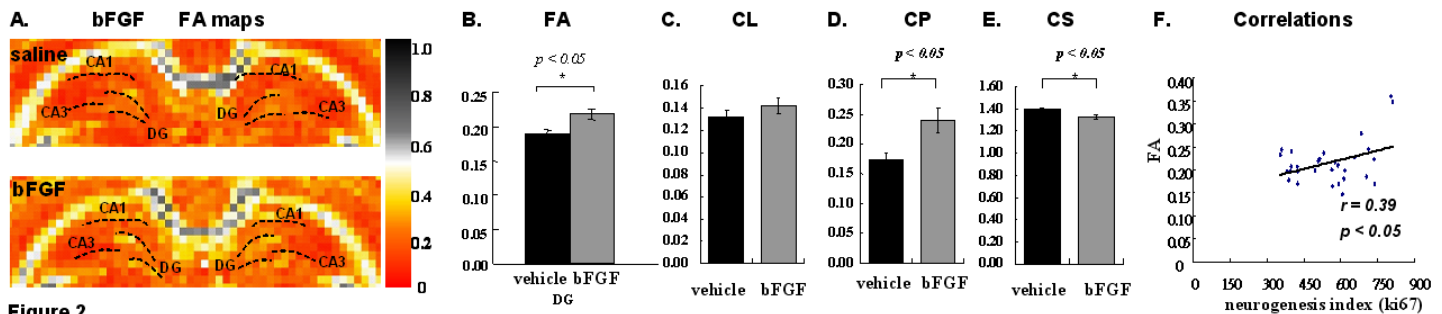 A. bFGF FA maps
saline
CA1
CA1
CA3
CA3
DG
DG
bFGF
CA1
CA1
CA3
CA3
DG
DG
1.0
0.8
0.6
0.4
0.2
0
B. FA
p < 0.05
*
0.25
0.20
0.15
0.10
0.05
0.00
vehicle bFGF
DG
C. CL
0.16
0.14
0.12
0.10
0.08
0.06
0.04
0.02
0.00
vehicle bFGF
D. CP
p < 0.05
*
0.30
0.25
0.20
0.15
0.10
0.05
0.00
vehicle bFGF
E. CS
p < 0.05
*
1.60
1.40
1.20
1.00
0.80
0.60
0.40
0.20
0.00
vehicle bFGF
F. Correlations
0.40
0.35
0.30
0.25
0.20
0.15
0.10
0.05
0
FA
r = 0.39
p < 0.05
0 150 300 450 600 750 900
neurogenesis index (ki67)
Figure 2